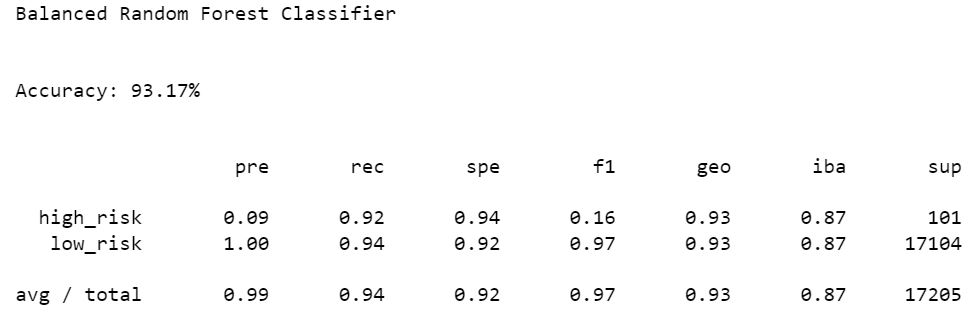 Balanced Random Forest Classifier
Accuracy: 93.17%
pre rec spe f1 geo iba sup
high_risk 0.09 0.92 0.94 0.16 0.93 0.87 101
low_risk 1.00 0.94 0.92 0.97 0.93 0.87 17104
avg / total 0.99 0.94 0.92 0.97 0.93 0.87 17205